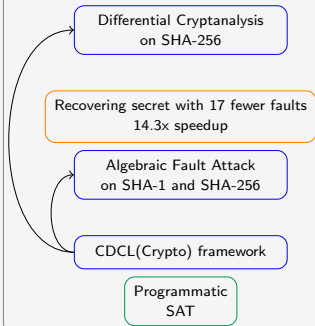 Differential Cryptanalysis
on SHA-256
Recovering secret with 17 fewer faults
14.3x speedup
Algebraic Fault Attack
on SHA-1 and SHA-256
CDCL(Crypto) framework
Programmatic
SAT